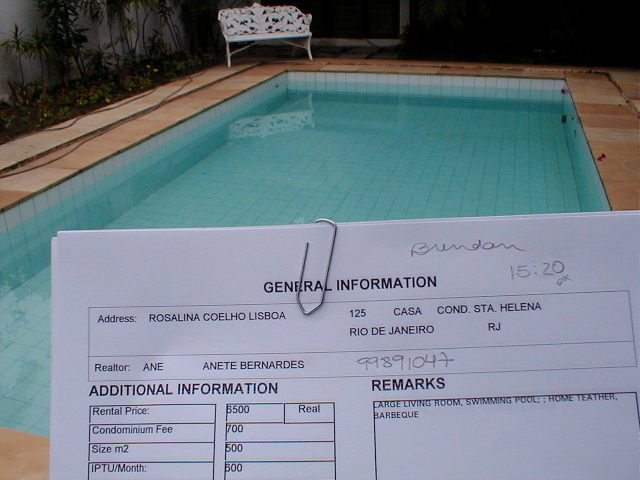 Brendan
15:20
GENERAL INFORMATION
Address: ROSALINA COELHO LISBOA 125 CASA COND. STA. HELENA
RIO DE JANEIRO RJ
Realtor: ANE ANETE BERNARDES 99891047
ADDITIONAL INFORMATION
REMARKS
Rental Price: 6500 Real
Condominium Fee 700
Size m2 500
IPTU/Month: 600
LARGE LIVING ROOM, SWIMMING POOL; ; HOME TEATHER,
BARBEQUE